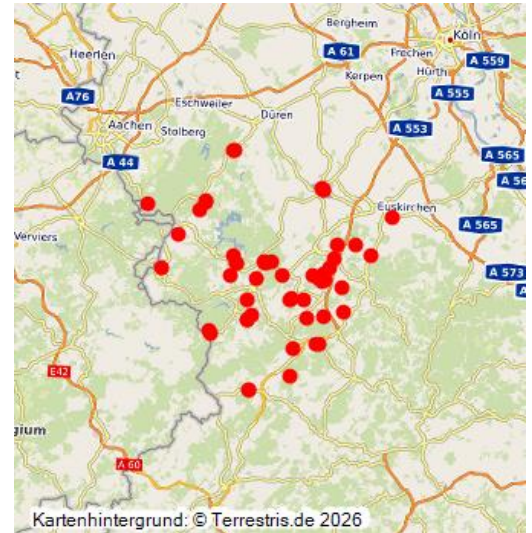 Bergheim
Köln
Heerlen
A 61
Frechen
A 559
Kerpen
Hürth
A76
A 555
Eschweiler
Düren
Aachen
Stolberg
A 553
A 44
A 565
A 56
Euskirchen
Verviers
A 565
A 573
A
E42
gium
A 60
Kartenhintergrund: © Terrestris.de 2026